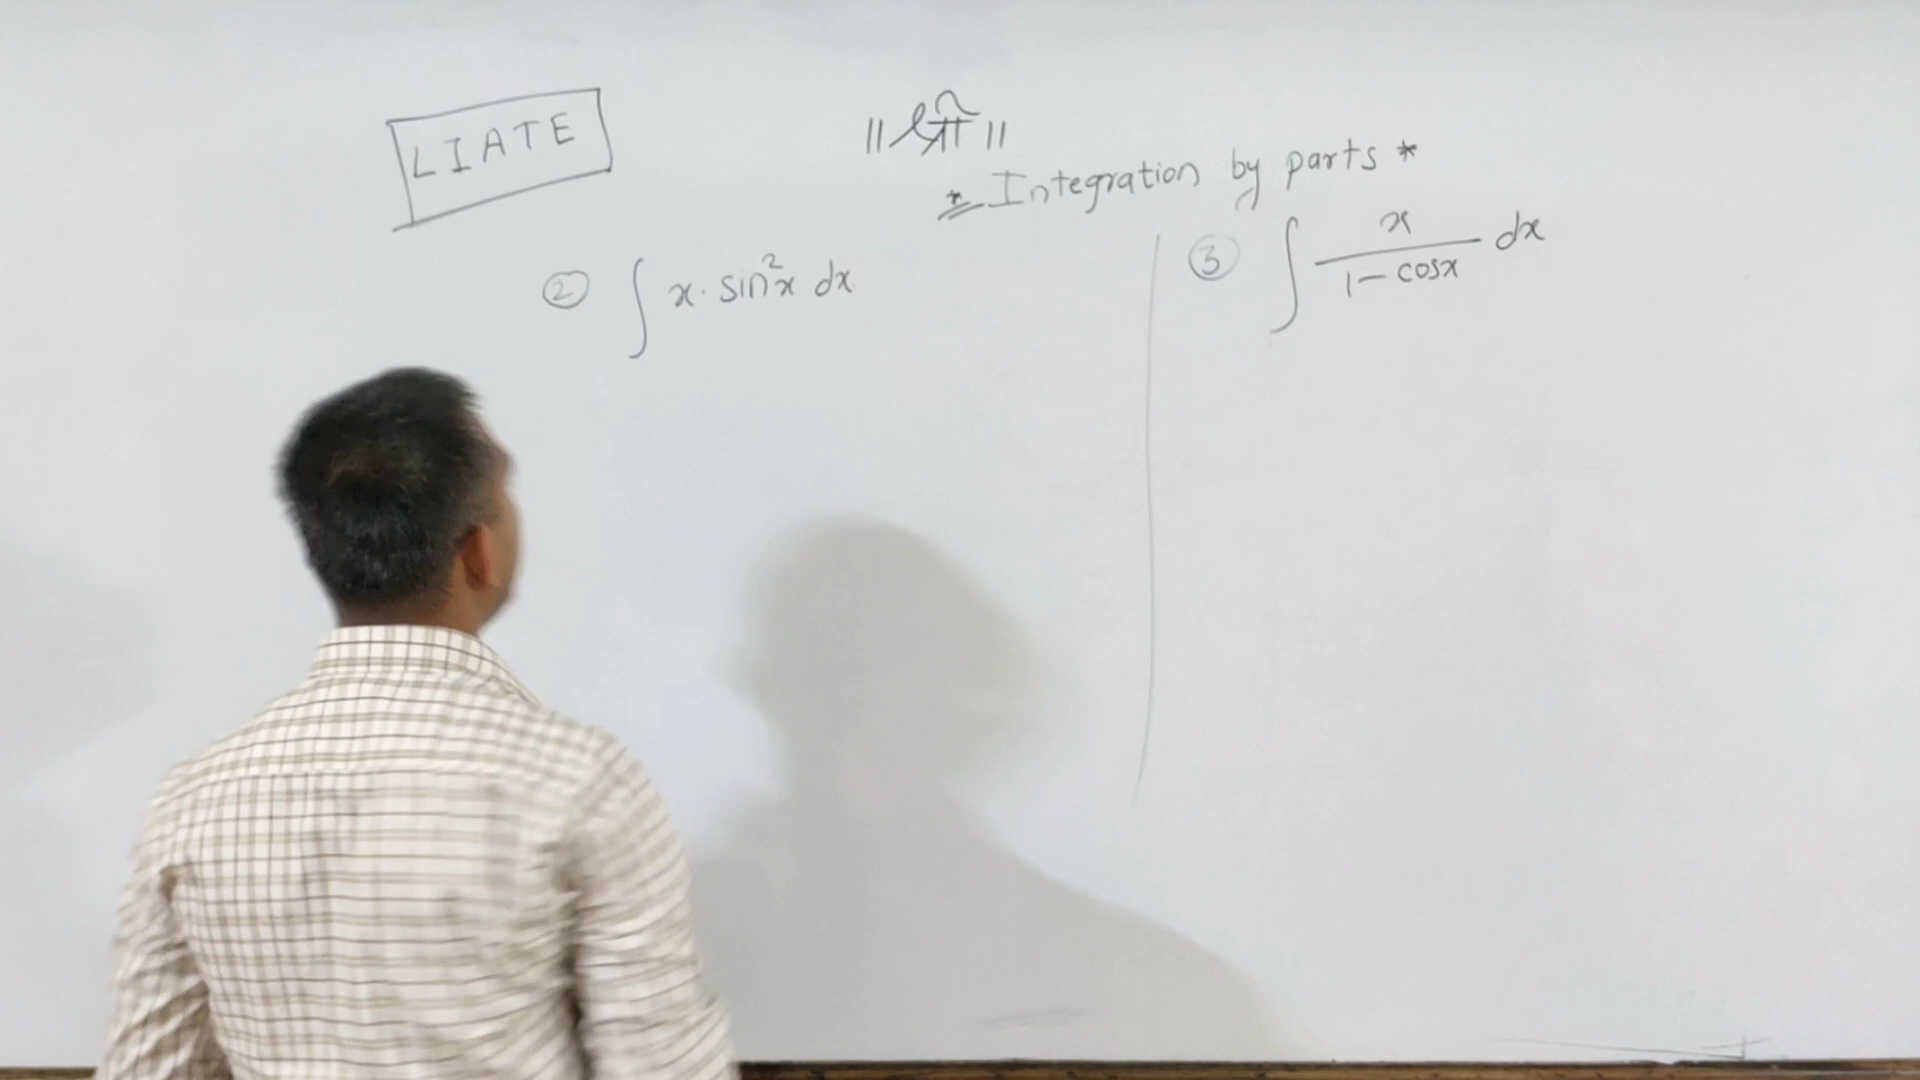 LIATE
॥ श्री ॥
* Integration by parts *
② ∫ x · sin²x dx
③ ∫ x / (1 − cosx) dx